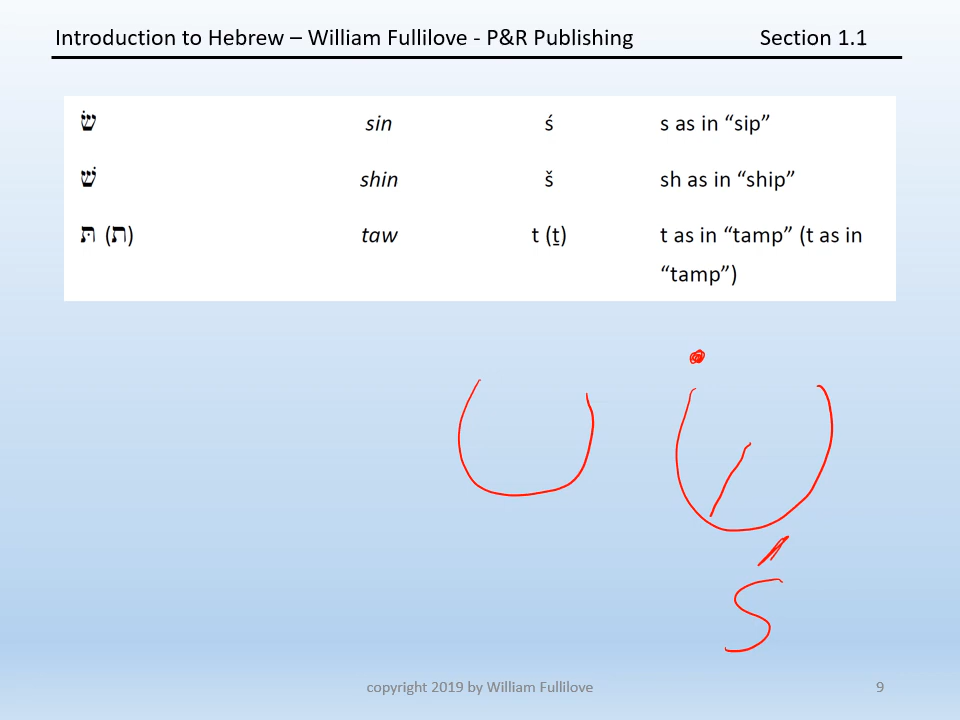 Introduction to Hebrew – William Fullilove - P&R Publishing Section 1.1
שׂ sin ś s as in “sip”
שׁ shin š sh as in “ship”
תּ (ת) taw t (ṯ) t as in “tamp” (t as in
“tamp”)
ś
copyright 2019 by William Fullilove 9